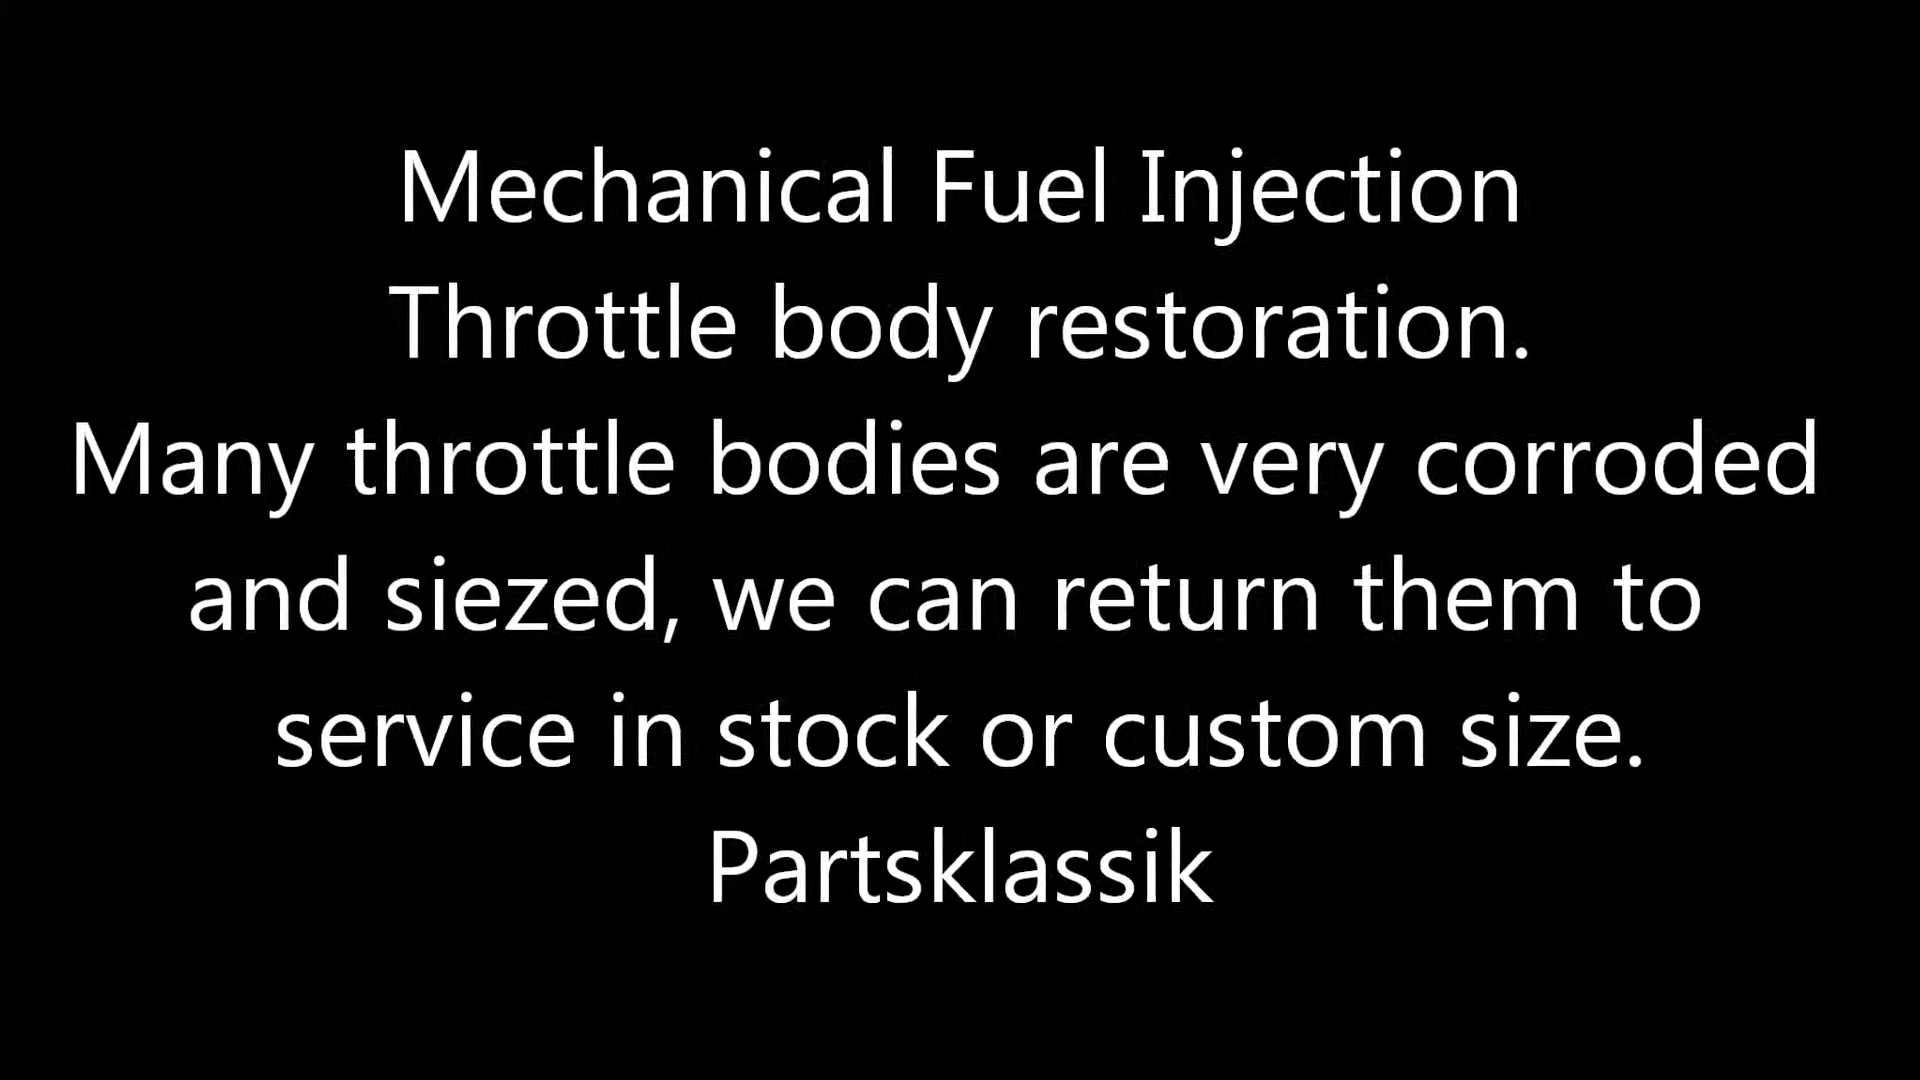 Mechanical Fuel Injection
Throttle body restoration.
Many throttle bodies are very corroded
and siezed, we can return them to
service in stock or custom size.
Partsklassik